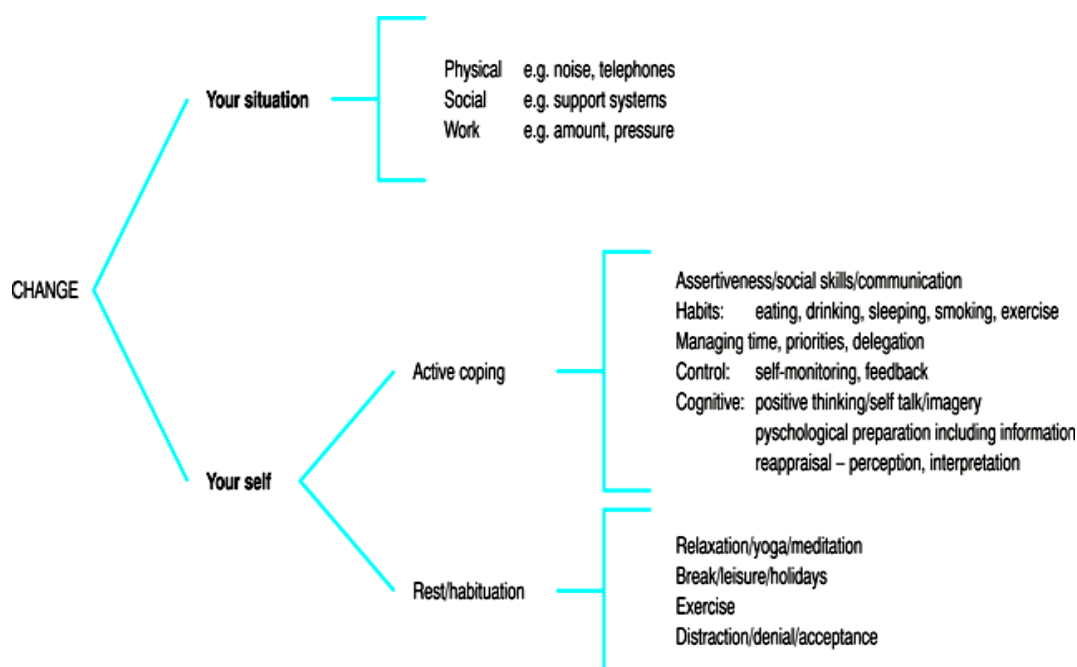 Physical e.g. noise, telephones
Your situation Social e.g. support systems
Work e.g. amount, pressure
CHANGE
Assertiveness/social skills/communication
Habits: eating, drinking, sleeping, smoking, exercise
Managing time, priorities, delegation
Active coping Control: self-monitoring, feedback
Cognitive: positive thinking/self talk/imagery
pyschological preparation including information
reappraisal – perception, interpretation
Your self
Relaxation/yoga/meditation
Break/leisure/holidays
Rest/habituation Exercise
Distraction/denial/acceptance